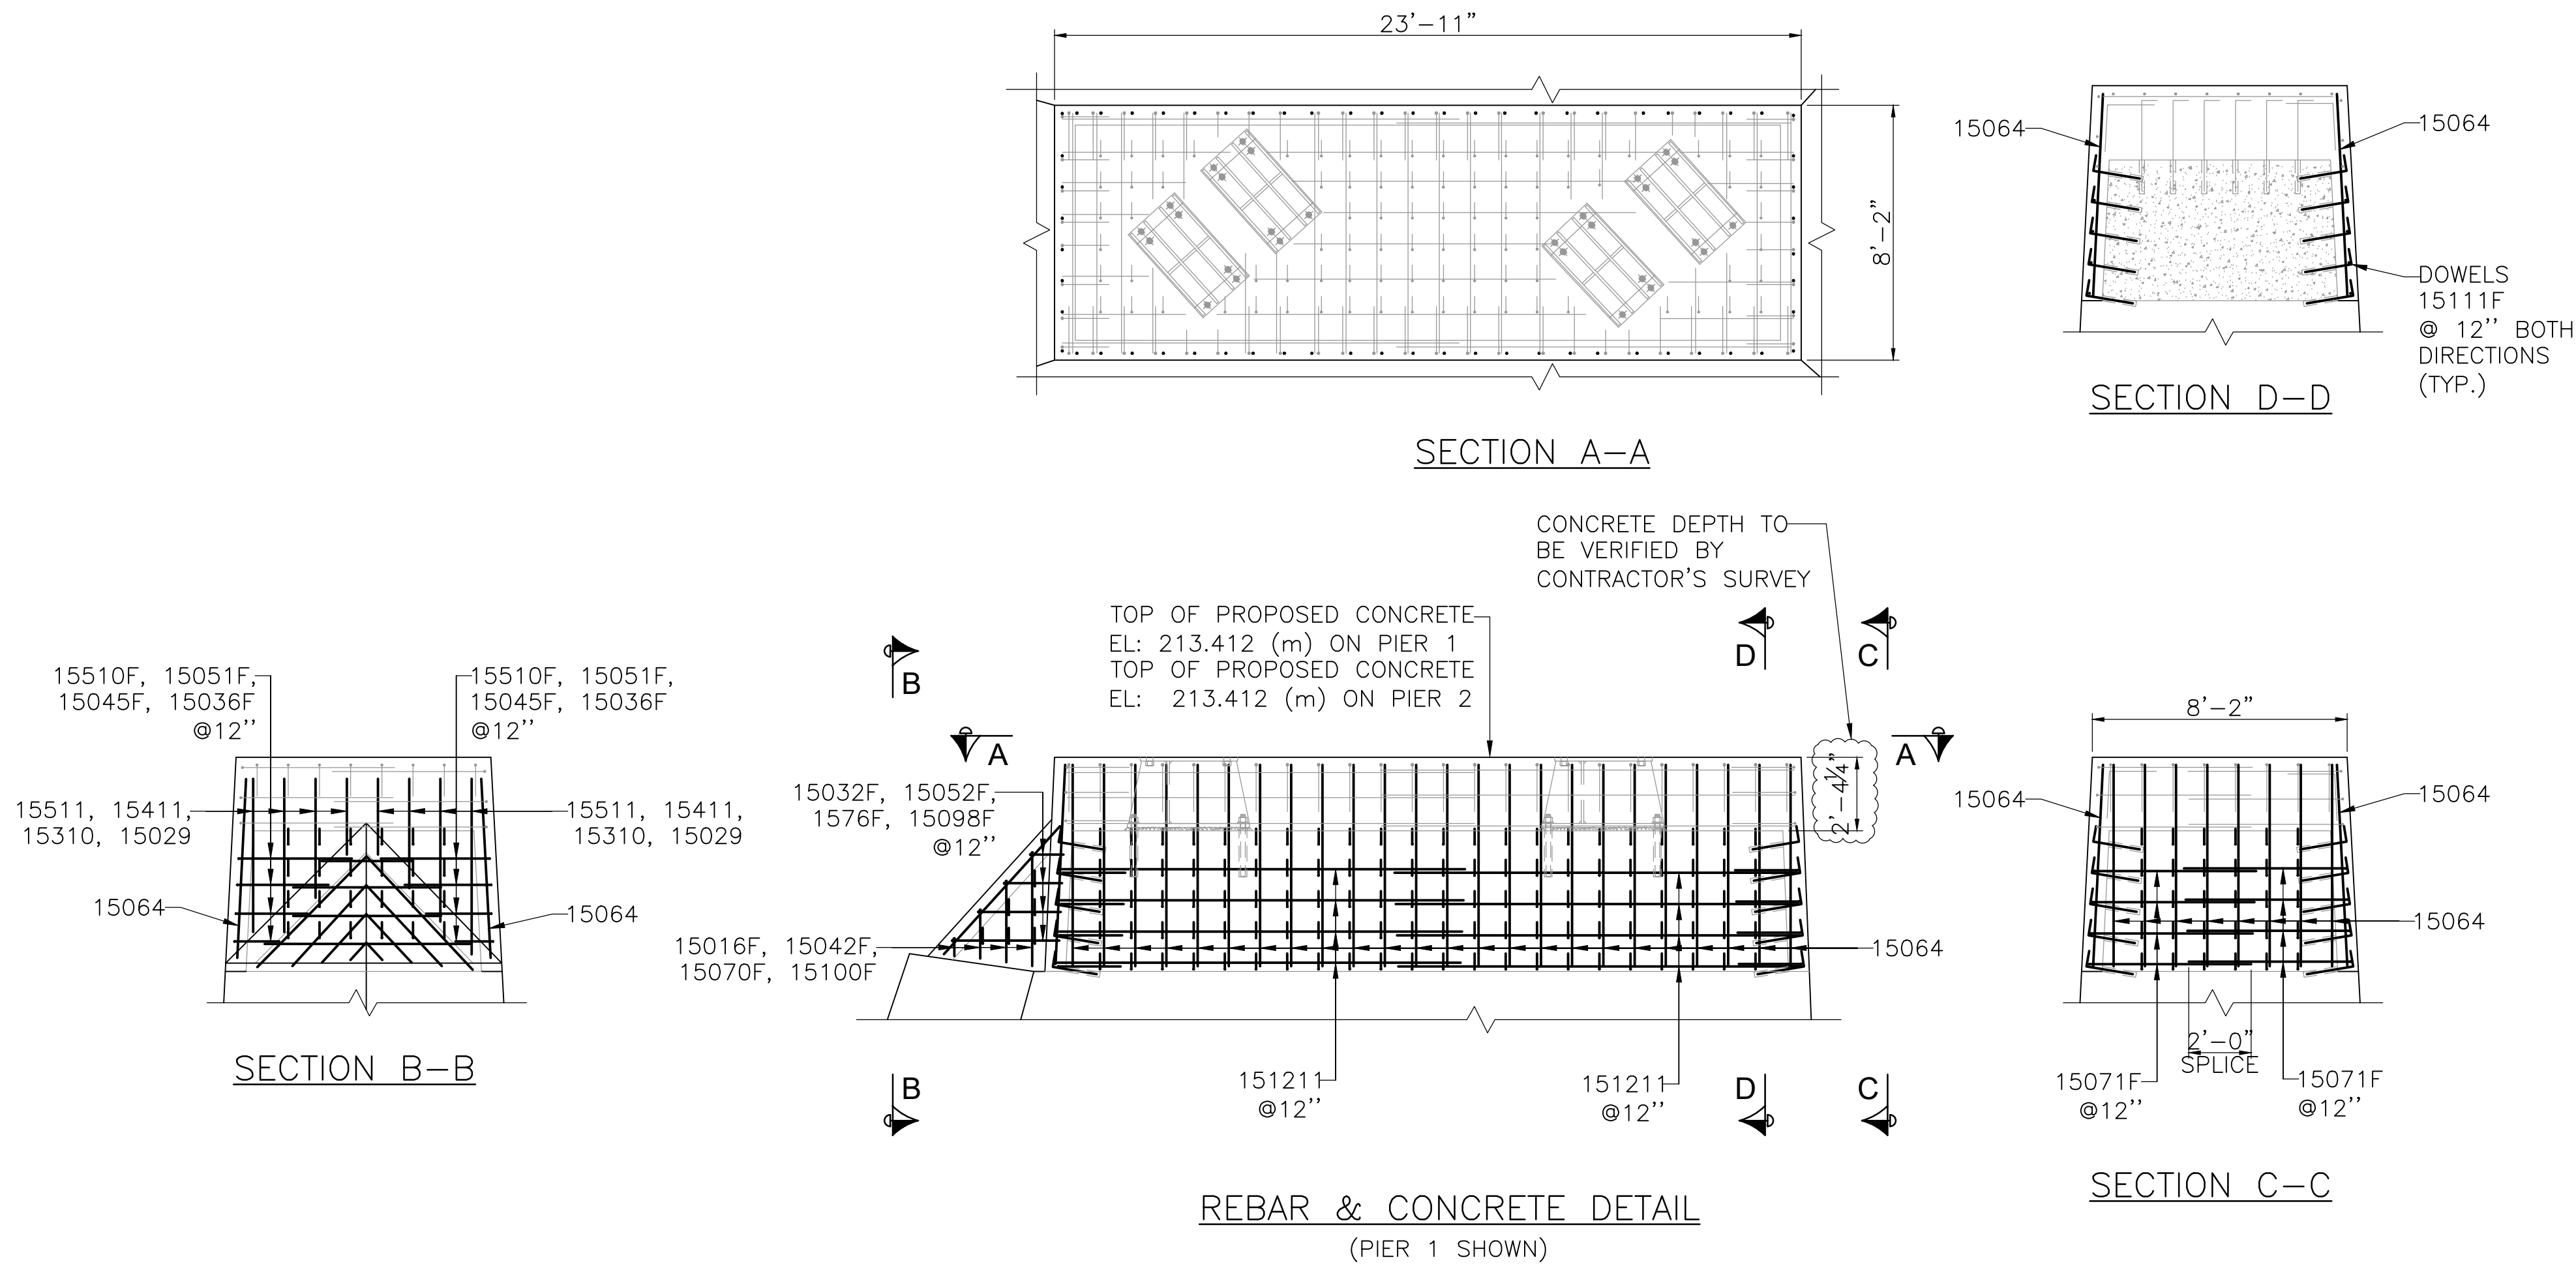 23'-11"
8'-2"
SECTION A-A
15064
15064
DOWELS
15111F
@ 12'' BOTH
DIRECTIONS
(TYP.)
SECTION D-D
CONCRETE DEPTH TO
BE VERIFIED BY
CONTRACTOR'S SURVEY
TOP OF PROPOSED CONCRETE
EL: 213.412 (m) ON PIER 1
TOP OF PROPOSED CONCRETE
EL: 213.412 (m) ON PIER 2
B
D
C
A
A
2'-4¼"
15032F, 15052F,
1576F, 15098F
@12''
15016F, 15042F,
15070F, 15100F
15064
151211
@12''
151211
@12''
B
D
C
REBAR & CONCRETE DETAIL
(PIER 1 SHOWN)
15510F, 15051F,
15045F, 15036F
@12''
15510F, 15051F,
15045F, 15036F
@12''
15511, 15411,
15310, 15029
15511, 15411,
15310, 15029
15064
15064
SECTION B-B
8'-2"
15064
15064
15064
2'-0"
SPLICE
15071F
@12''
15071F
@12''
SECTION C-C